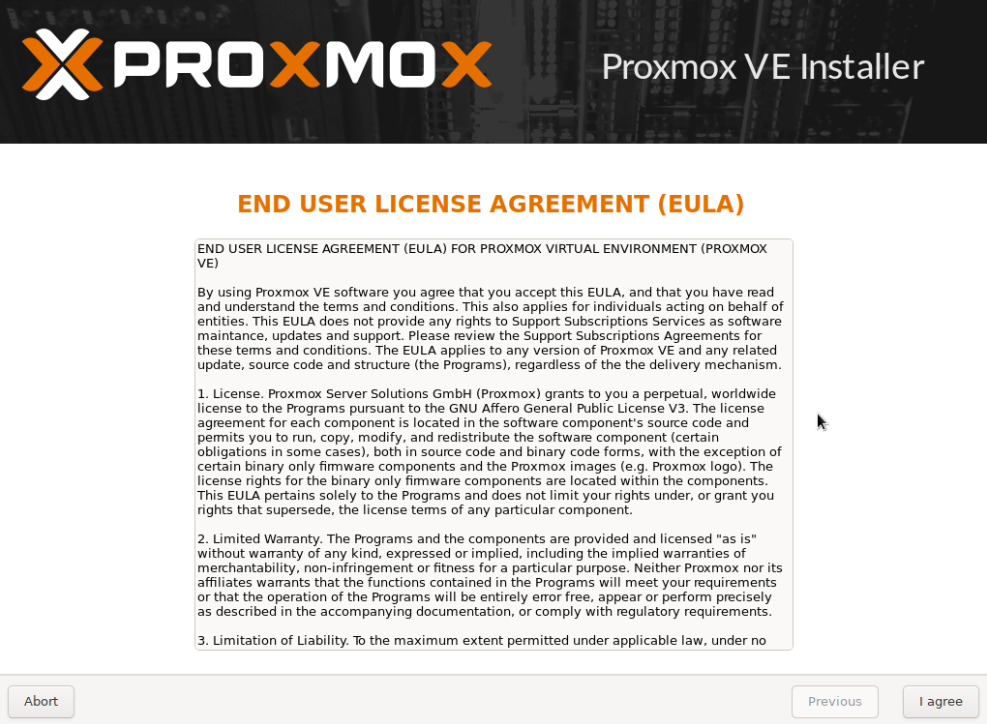 PROXMOX
Proxmox VE Installer
END USER LICENSE AGREEMENT (EULA)
END USER LICENSE AGREEMENT (EULA) FOR PROXMOX VIRTUAL ENVIRONMENT (PROXMOX
VE)
By using Proxmox VE software you agree that you accept this EULA, and that you have read
and understand the terms and conditions. This also applies for individuals acting on behalf of
entities. This EULA does not provide any rights to Support Subscriptions Services as software
maintance, updates and support. Please review the Support Subscriptions Agreements for
these terms and conditions. The EULA applies to any version of Proxmox VE and any related
update, source code and structure (the Programs), regardless of the the delivery mechanism.
1. License. Proxmox Server Solutions GmbH (Proxmox) grants to you a perpetual, worldwide
license to the Programs pursuant to the GNU Affero General Public License V3. The license
agreement for each component is located in the software component's source code and
permits you to run, copy, modify, and redistribute the software component (certain
obligations in some cases), both in source code and binary code forms, with the exception of
certain binary only firmware components and the Proxmox images (e.g. Proxmox logo). The
license rights for the binary only firmware components are located within the components.
This EULA pertains solely to the Programs and does not limit your rights under, or grant you
rights that supersede, the license terms of any particular component.
2. Limited Warranty. The Programs and the components are provided and licensed "as is"
without warranty of any kind, expressed or implied, including the implied warranties of
merchantability, non-infringement or fitness for a particular purpose. Neither Proxmox nor its
affiliates warrants that the functions contained in the Programs will meet your requirements
or that the operation of the Programs will be entirely error free, appear or perform precisely
as described in the accompanying documentation, or comply with regulatory requirements.
3. Limitation of Liability. To the maximum extent permitted under applicable law, under no
Abort
Previous
I agree